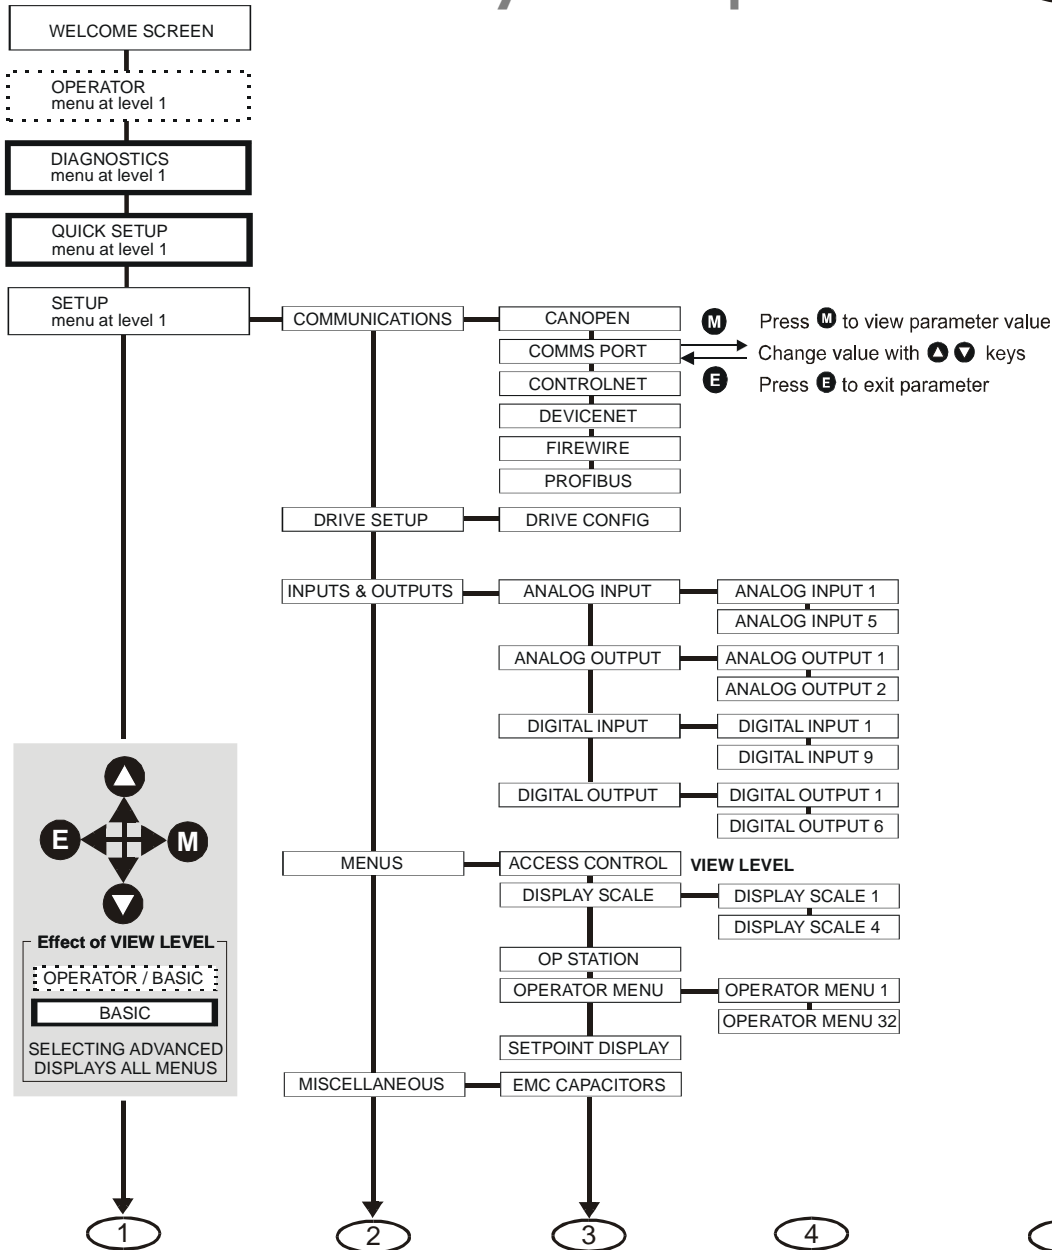 WELCOME SCREEN
OPERATOR
menu at level 1
DIAGNOSTICS
menu at level 1
QUICK SETUP
menu at level 1
SETUP
menu at level 1
COMMUNICATIONS
CANOPEN
M Press M to view parameter value
COMMS PORT
Change value with keys
CONTROLNET
E Press E to exit parameter
DEVICENET
FIREWIRE
PROFIBUS
DRIVE SETUP
DRIVE CONFIG
INPUTS & OUTPUTS
ANALOG INPUT
ANALOG INPUT 1
ANALOG INPUT 5
ANALOG OUTPUT
ANALOG OUTPUT 1
ANALOG OUTPUT 2
DIGITAL INPUT
DIGITAL INPUT 1
DIGITAL INPUT 9
DIGITAL OUTPUT
DIGITAL OUTPUT 1
DIGITAL OUTPUT 6
E
M
MENUS
ACCESS CONTROL
VIEW LEVEL
DISPLAY SCALE
DISPLAY SCALE 1
DISPLAY SCALE 4
Effect of VIEW LEVEL
OPERATOR / BASIC
BASIC
SELECTING ADVANCED
DISPLAYS ALL MENUS
OP STATION
OPERATOR MENU
OPERATOR MENU 1
OPERATOR MENU 32
SETPOINT DISPLAY
MISCELLANEOUS
EMC CAPACITORS
1
2
3
4